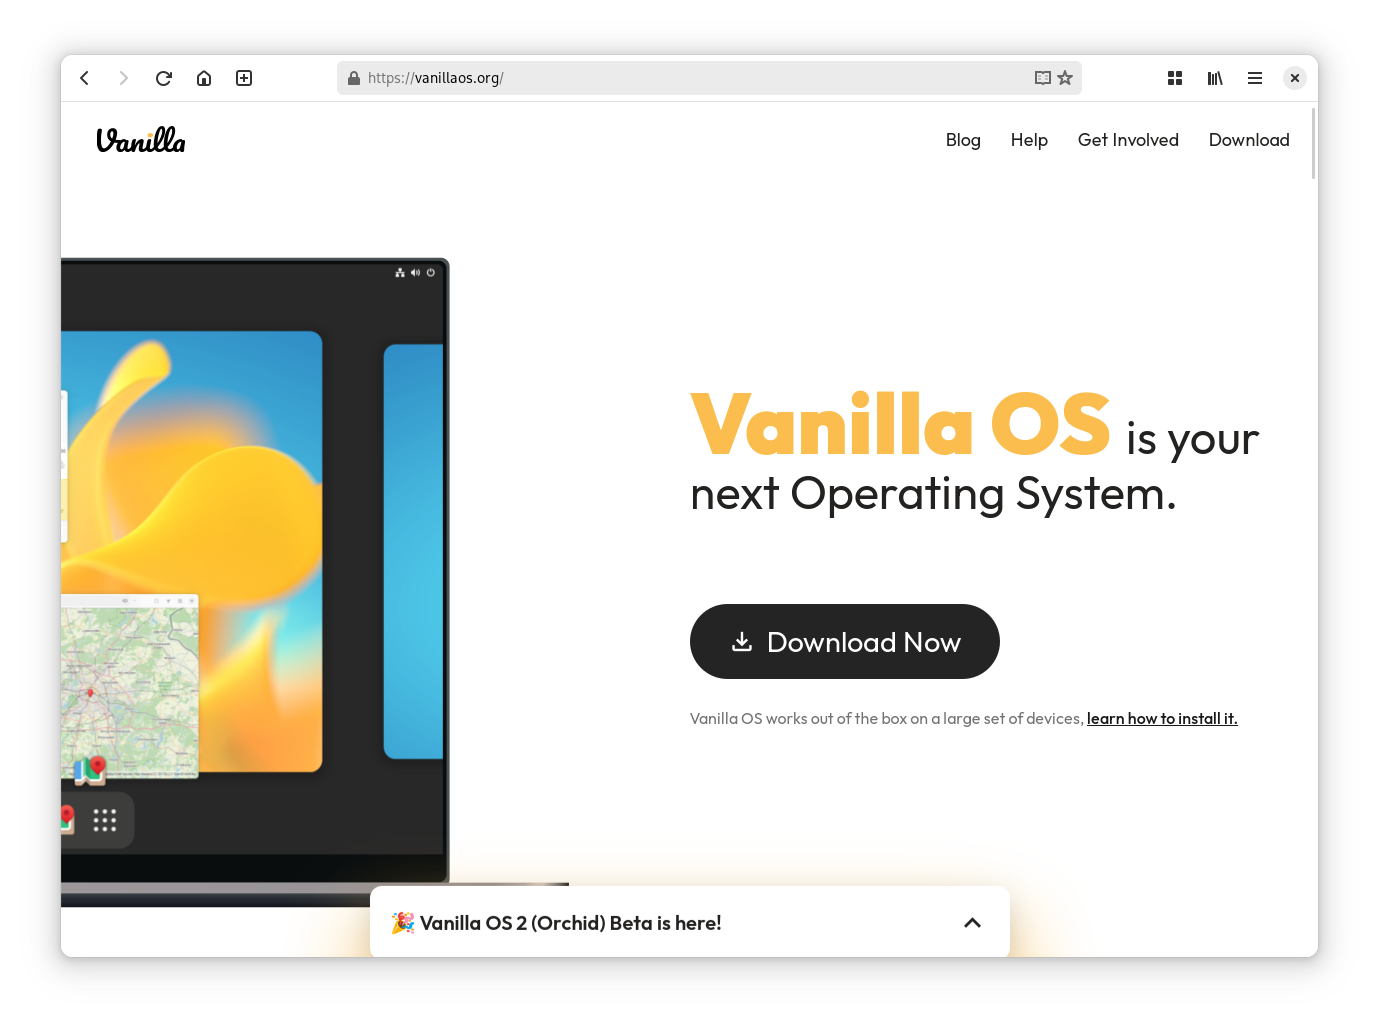 https://vanillaos.org/
Vanilla
Blog Help Get Involved Download
Vanilla OS is your
next Operating System.
Download Now
Vanilla OS works out of the box on a large set of devices, learn how to install it.
🎉 Vanilla OS 2 (Orchid) Beta is here!